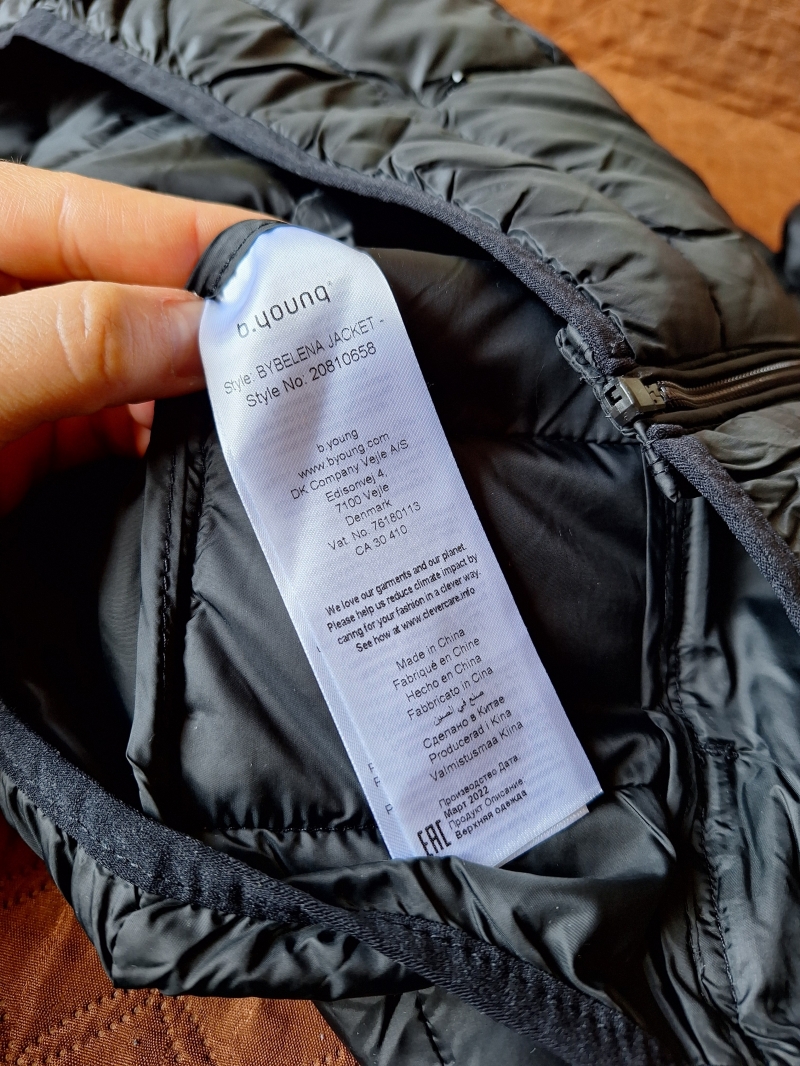 b.young
Style: BYBELENA JACKET -
Style No: 20810658
b.young
www.byoung.com
DK Company Vejle A/S
Edisonvej 4,
7100 Vejle
Denmark
Vat. No. 76180113
CA 30 410
We love our garments and our planet.
Please help us reduce climate impact by
caring for your fashion in a clever way.
See how at www.clevercare.info
Made in China
Fabriqué en Chine
Hecho en China
Fabbricato in Cina
صنع في الصين
Сделано в Китае
Producerad i Kina
Valmistusmaa Kiina
Производство Дата:
Март 2022
Продукт Описание:
Верхняя одежда
EAC